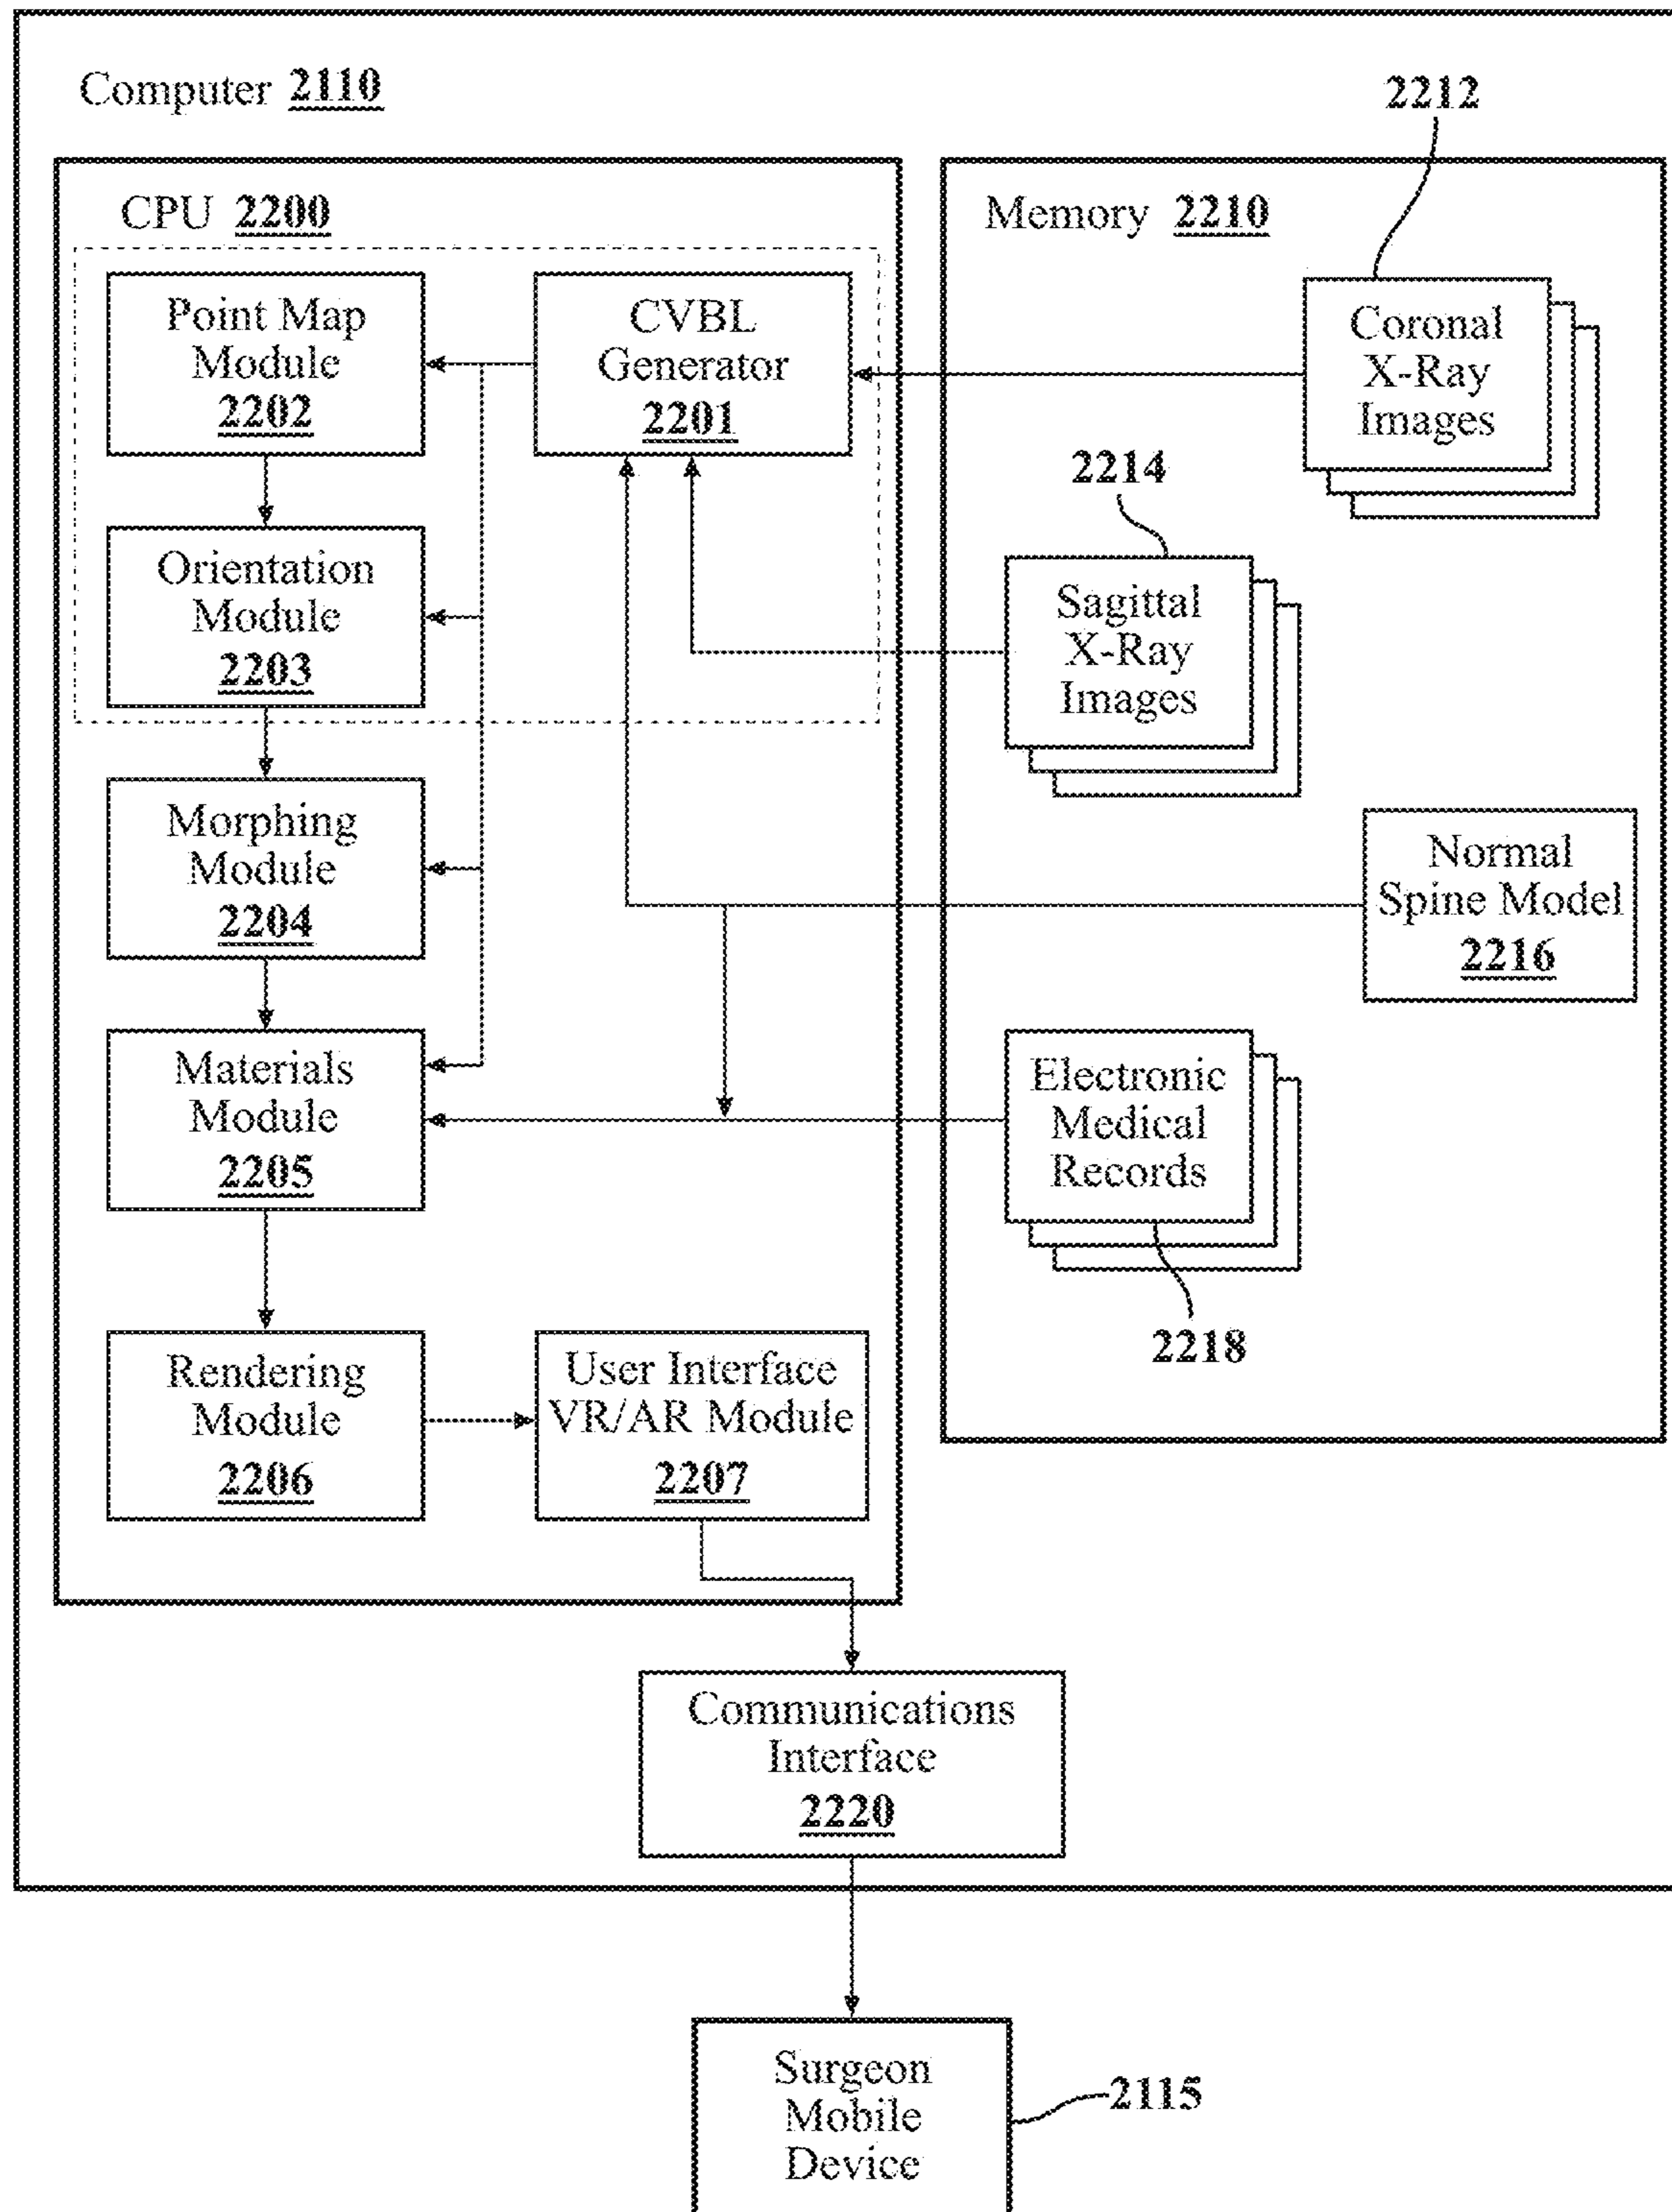 Computer 2110
2212
CPU 2200
Memory 2210
Point Map
Module
2202
CVBL
Generator
2201
Coronal
X-Ray
Images
2214
Orientation
Module
2203
Sagittal
X-Ray
Images
Morphing
Module
2204
Normal
Spine Model
2216
Materials
Module
2205
Electronic
Medical
Records
2218
Rendering
Module
2206
User Interface
VR/AR Module
2207
Communications
Interface
2220
Surgeon
Mobile
Device
2115